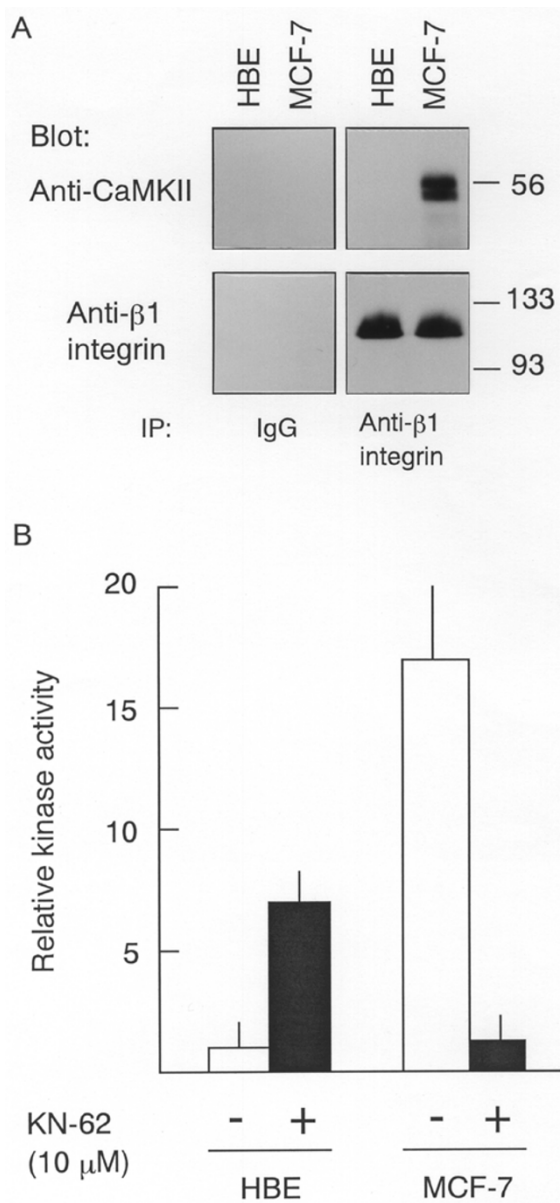 A
HBE MCF-7 HBE MCF-7
Blot:
Anti-CaMKII
56
Anti-β1
integrin
133
93
IP: IgG Anti-β1
integrin
B
Relative kinase activity
20
15
10
5
KN-62 - + - +
(10 μM)
HBE MCF-7